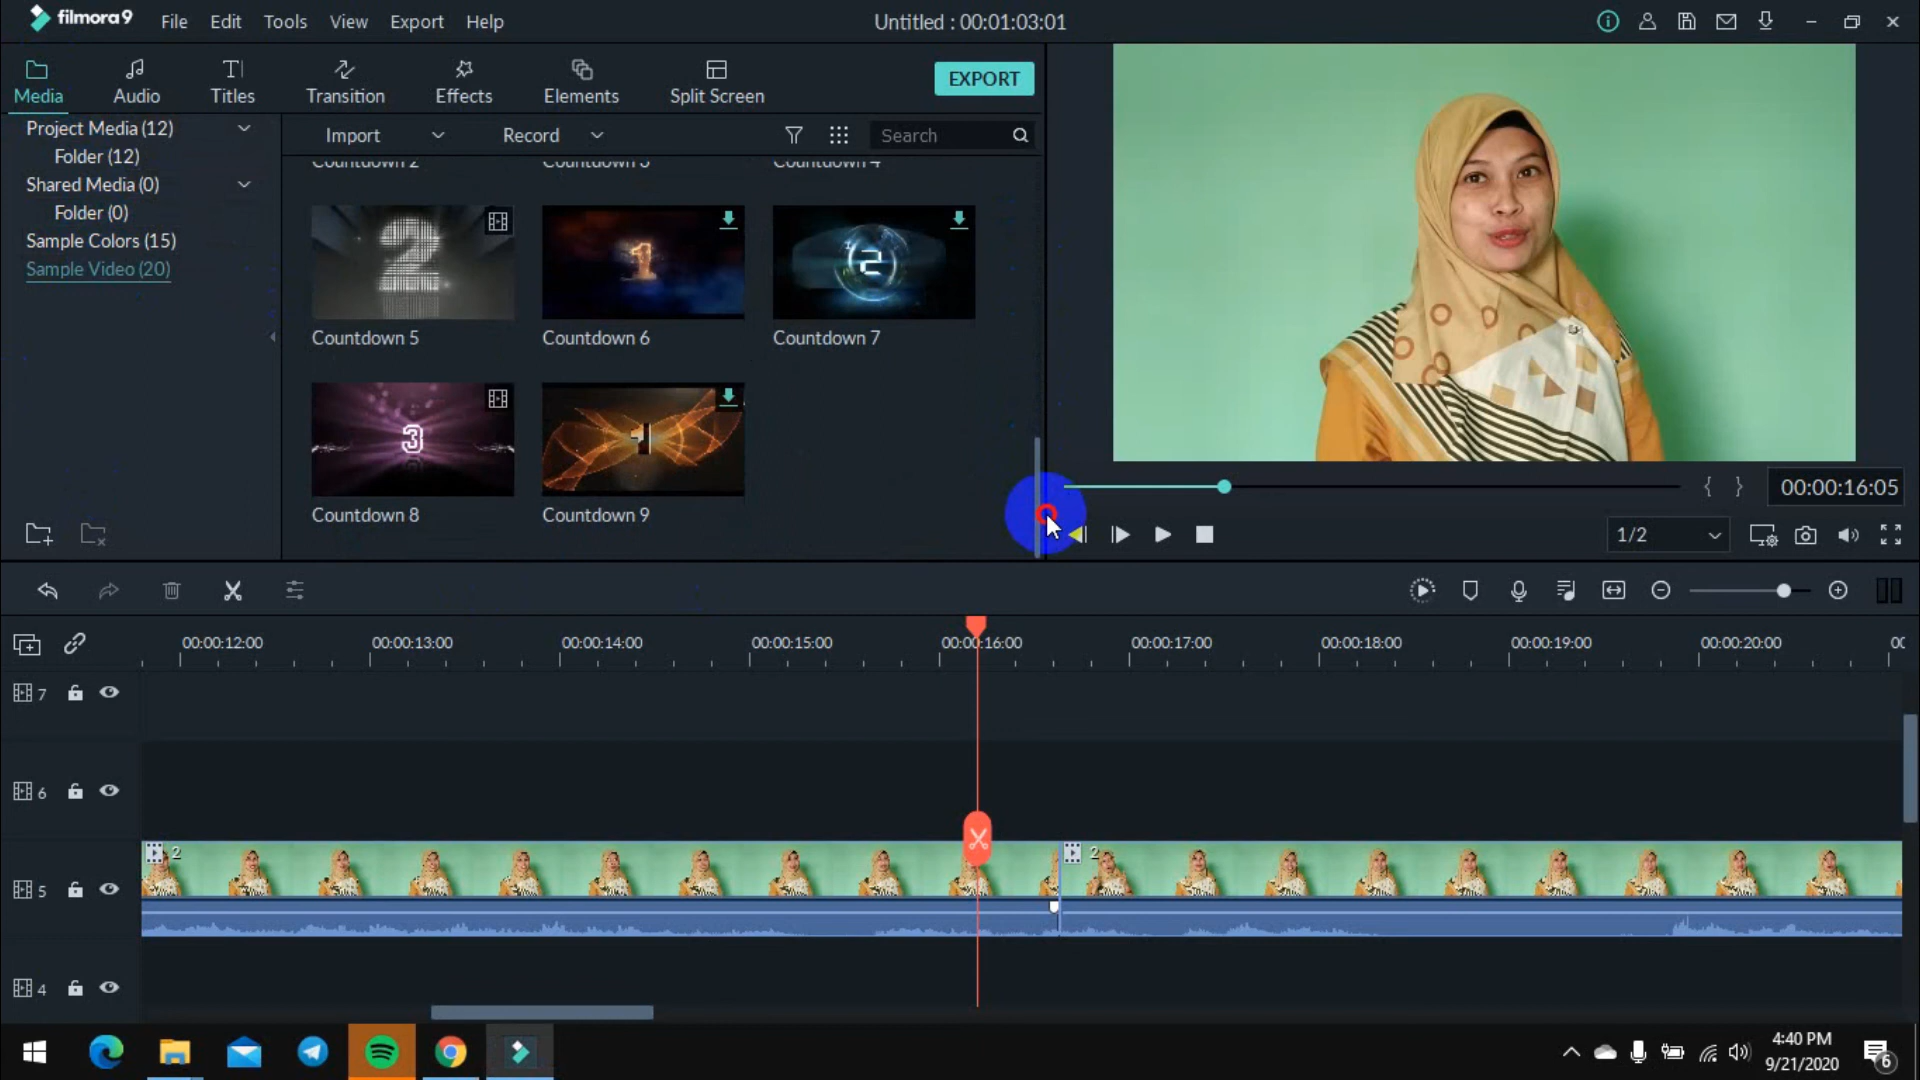 filmora9 File Edit Tools View Export Help Untitled : 00:01:03:01
Media Audio Titles Transition Effects Elements Split Screen EXPORT
Project Media (12) Import Record Search
Folder (12) Countdown 2 Countdown 3 Countdown 4
Shared Media (0)
Folder (0)
Sample Colors (15)
Sample Video (20)
Countdown 5 Countdown 6 Countdown 7
Countdown 8 Countdown 9
{ } 00:00:16:05
1/2
00:00:12:00 00:00:13:00 00:00:14:00 00:00:15:00 00:00:16:00 00:00:17:00 00:00:18:00 00:00:19:00 00:00:20:00 00
7
6
2 2
5
4
4:40 PM
9/21/2020
6